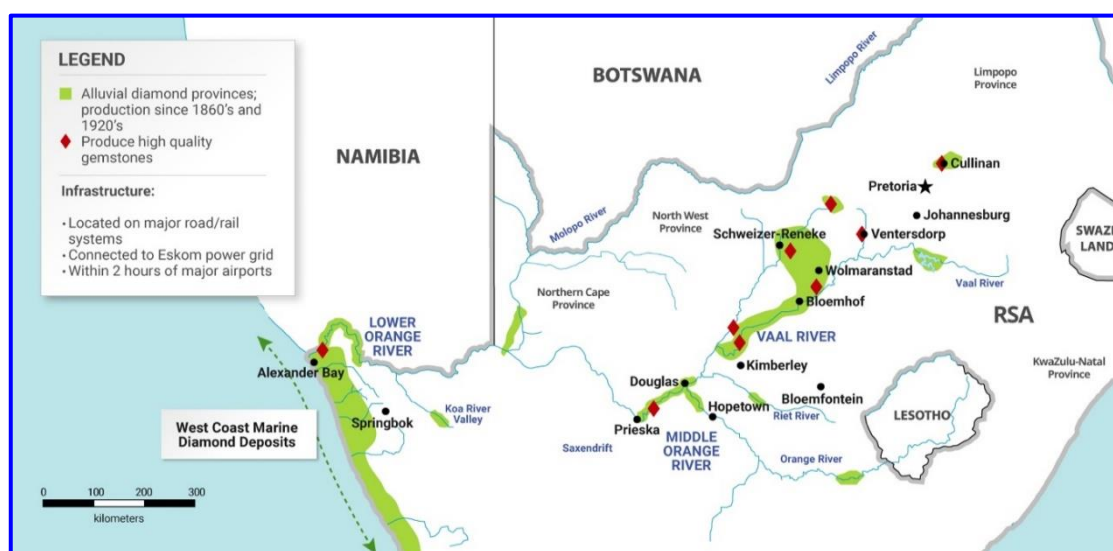 LEGEND
Alluvial diamond provinces;
production since 1860's and
1920's
Produce high quality
gemstones
Infrastructure:
• Located on major road/rail
systems
• Connected to Eskom power grid
• Within 2 hours of major airports
NAMIBIA
BOTSWANA
Limpopo River
Limpopo
Province
Cullinan
Pretoria
Johannesburg
SWAZI
LAND
Molopo River
North West
Province
Schweizer-Reneke
Ventersdorp
Wolmaranstad
Vaal River
Northern Cape
Province
Bloemhof
RSA
LOWER
ORANGE
RIVER
VAAL RIVER
Alexander Bay
Kimberley
KwaZulu-Natal
Province
Douglas
Bloemfontein
Springbok
Koa River
Valley
Hopetown
Riet River
LESOTHO
West Coast Marine
Diamond Deposits
Prieska
Saxendrift
MIDDLE
ORANGE
RIVER
Orange River
0 100 200 300
kilometers